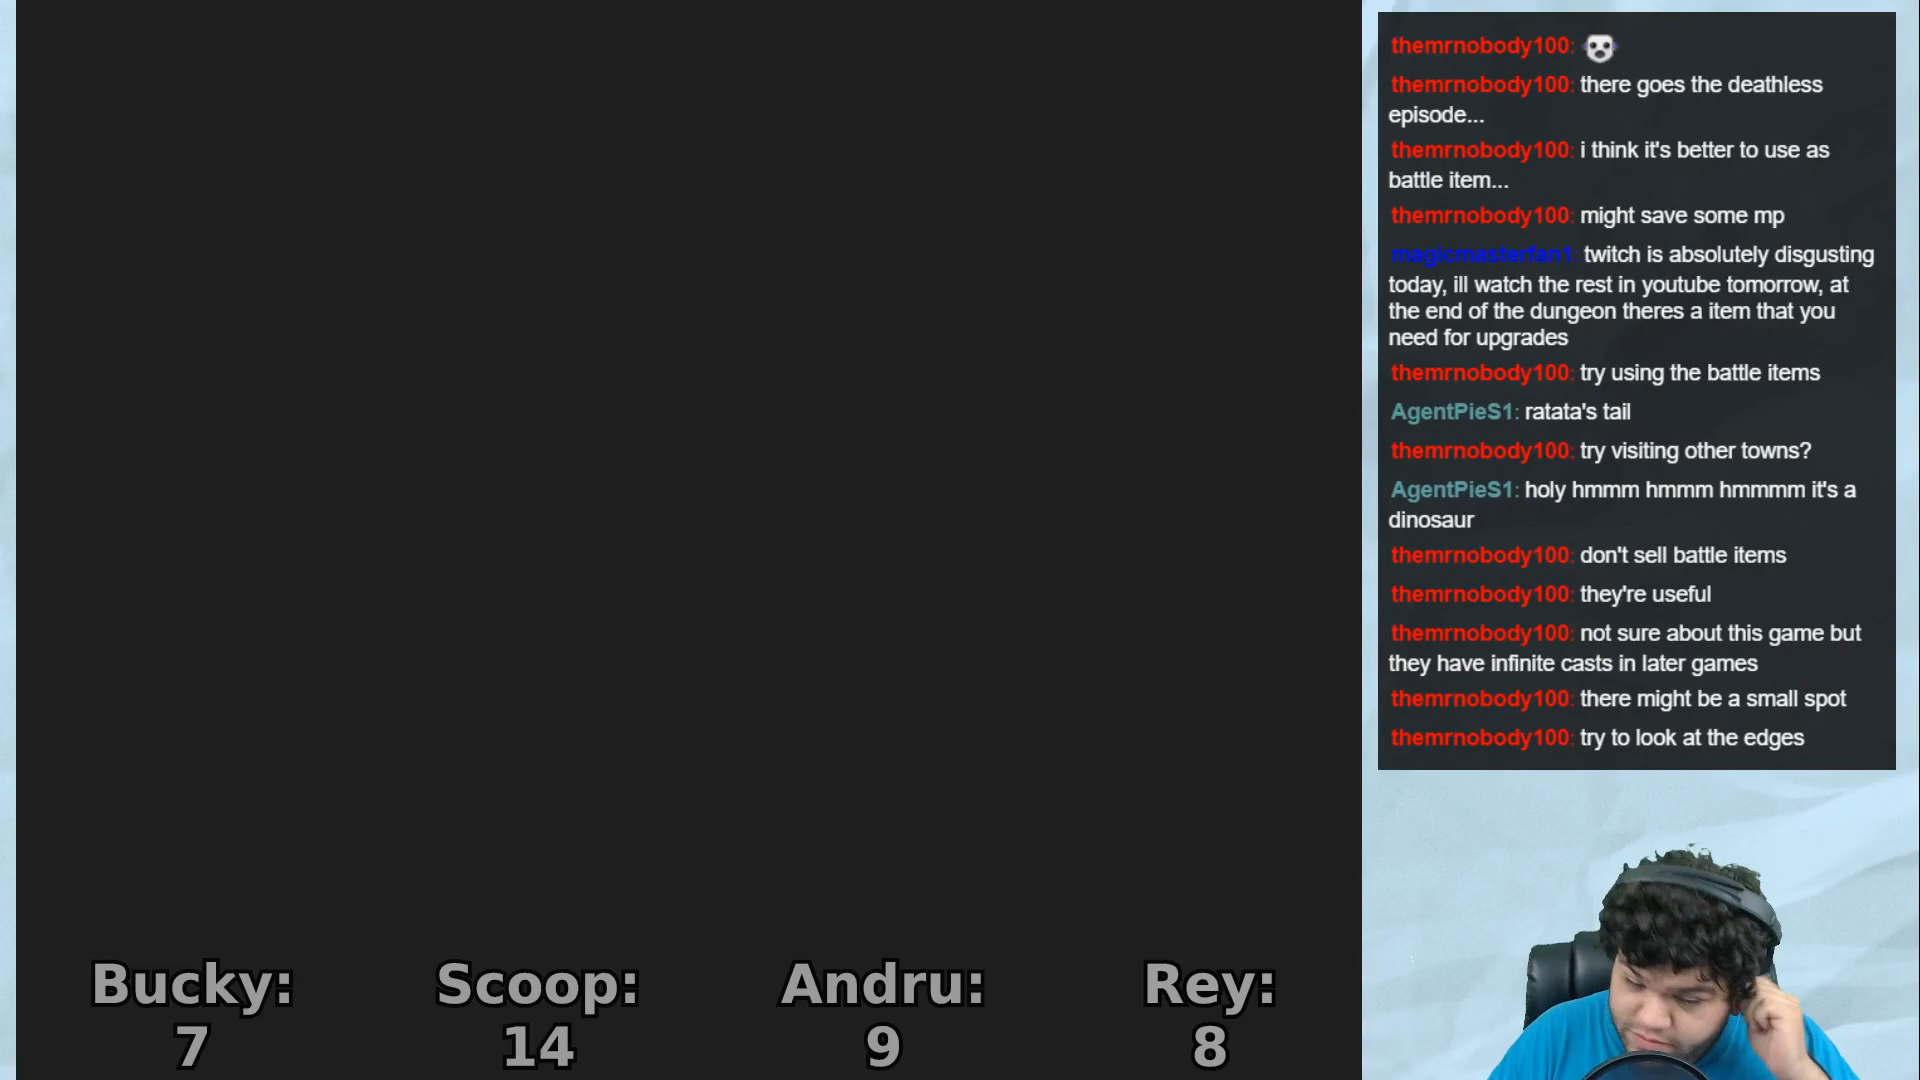 themrnobody100:
themrnobody100: there goes the deathless
episode...
themrnobody100: i think it's better to use as
battle item...
themrnobody100: might save some mp
magicmasterfan1: twitch is absolutely disgusting
today, ill watch the rest in youtube tomorrow, at
the end of the dungeon theres a item that you
need for upgrades
themrnobody100: try using the battle items
AgentPieS1: ratata's tail
themrnobody100: try visiting other towns?
AgentPieS1: holy hmmm hmmm hmmmm it's a
dinosaur
themrnobody100: don't sell battle items
themrnobody100: they're useful
themrnobody100: not sure about this game but
they have infinite casts in later games
themrnobody100: there might be a small spot
themrnobody100: try to look at the edges
Bucky: Scoop: Andru: Rey:
7 14 9 8